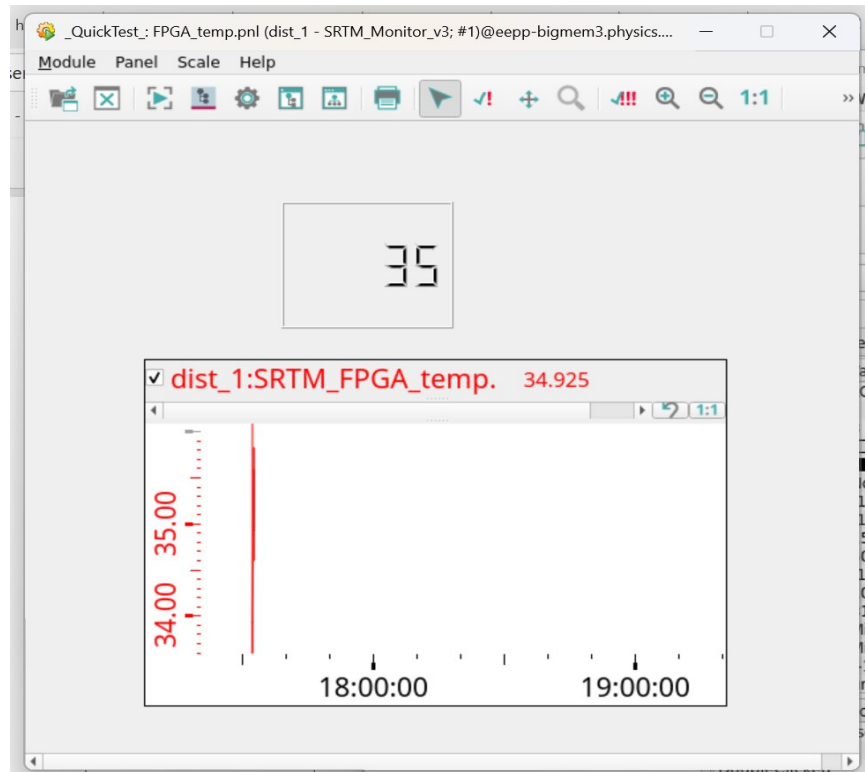 _QuickTest_: FPGA_temp.pnl (dist_1 - SRTM_Monitor_v3; #1)@eepp-bigmem3.physics....
Module Panel Scale Help
1:1
35
dist_1:SRTM_FPGA_temp. 34.925
1:1
35.00
34.00
18:00:00 19:00:00